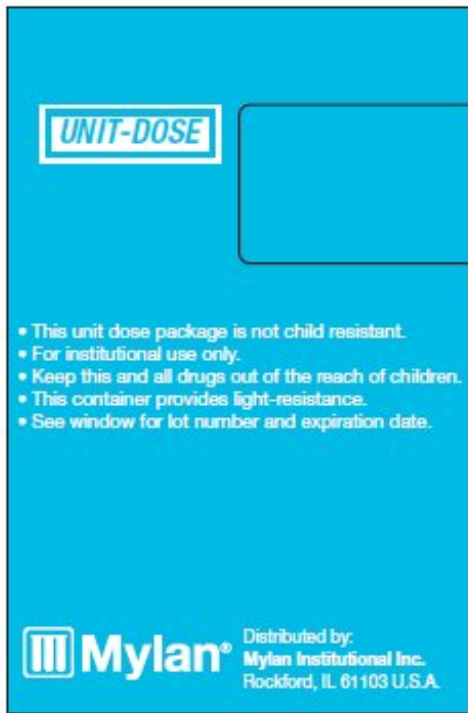 UNIT-DOSE
• This unit dose package is not child resistant.
• For institutional use only.
• Keep this and all drugs out of the reach of children.
• This container provides light-resistance.
• See window for lot number and expiration date.
Mylan®
Distributed by:
Mylan Institutional Inc.
Rockford, IL 61103 U.S.A.